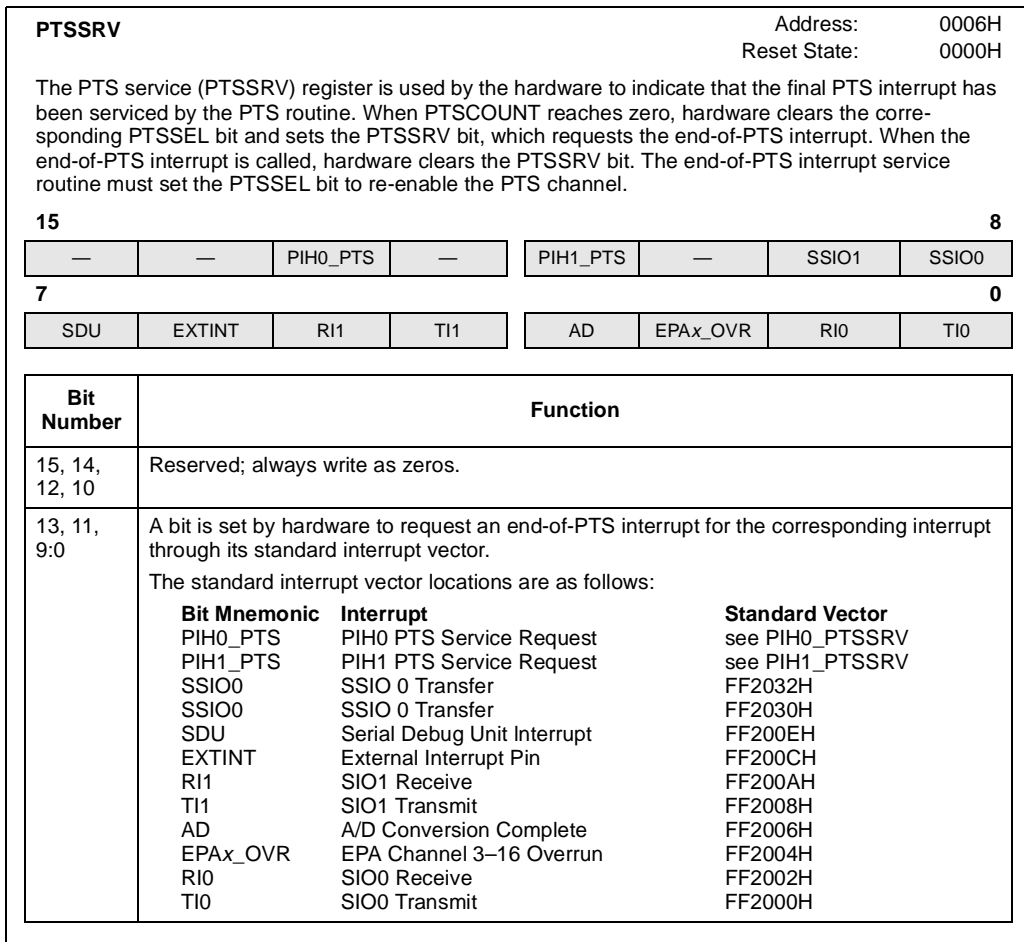 PTSSRV Address: 0006H
Reset State: 0000H
The PTS service (PTSSRV) register is used by the hardware to indicate that the final PTS interrupt has
been serviced by the PTS routine. When PTSCOUNT reaches zero, hardware clears the corre-
sponding PTSSEL bit and sets the PTSSRV bit, which requests the end-of-PTS interrupt. When the
end-of-PTS interrupt is called, hardware clears the PTSSRV bit. The end-of-PTS interrupt service
routine must set the PTSSEL bit to re-enable the PTS channel.
15 8
— — PIH0_PTS — PIH1_PTS — SSIO1 SSIO0
7 0
SDU EXTINT RI1 TI1 AD EPAx_OVR RI0 TI0
Bit
Number Function
15, 14, Reserved; always write as zeros.
12, 10
13, 11, A bit is set by hardware to request an end-of-PTS interrupt for the corresponding interrupt
9:0 through its standard interrupt vector.
The standard interrupt vector locations are as follows:
Bit Mnemonic Interrupt Standard Vector
PIH0_PTS PIH0 PTS Service Request see PIH0_PTSSRV
PIH1_PTS PIH1 PTS Service Request see PIH1_PTSSRV
SSIO0 SSIO 0 Transfer FF2032H
SSIO0 SSIO 0 Transfer FF2030H
SDU Serial Debug Unit Interrupt FF200EH
EXTINT External Interrupt Pin FF200CH
RI1 SIO1 Receive FF200AH
TI1 SIO1 Transmit FF2008H
AD A/D Conversion Complete FF2006H
EPAx_OVR EPA Channel 3–16 Overrun FF2004H
RI0 SIO0 Receive FF2002H
TI0 SIO0 Transmit FF2000H